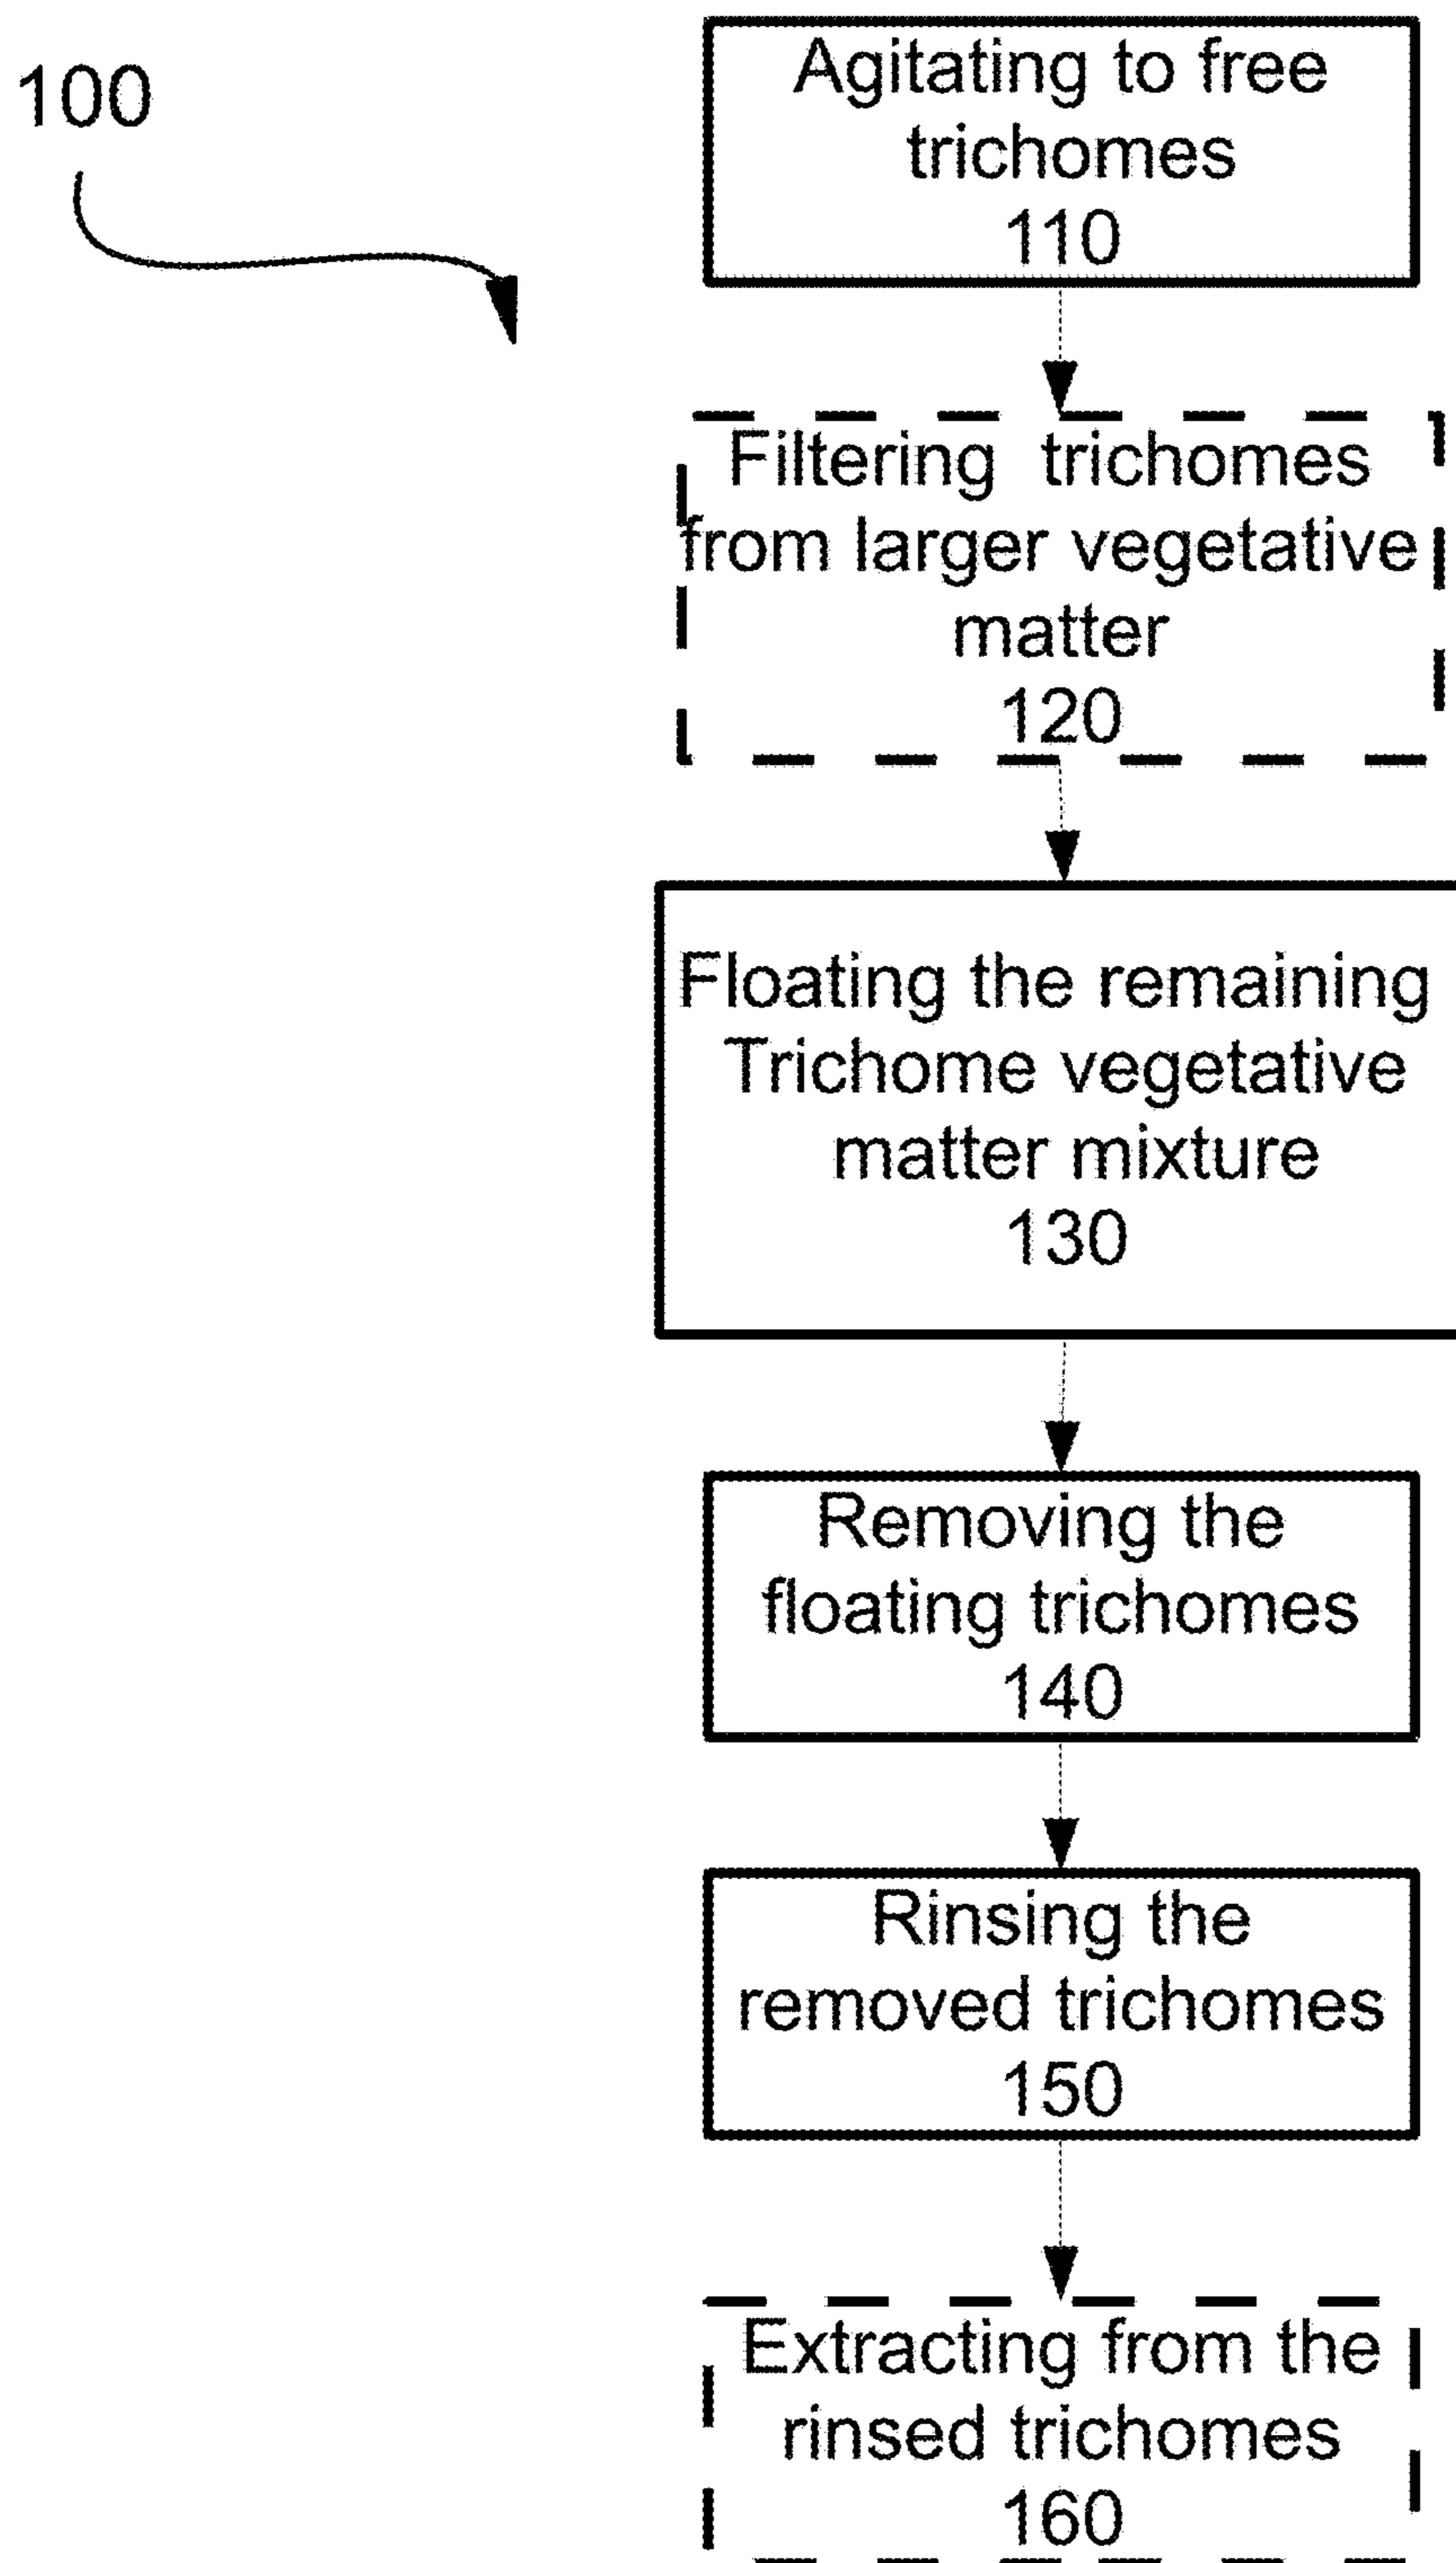 100
Agitating to free
trichomes
110
Filtering trichomes
from larger vegetative
matter
120
Floating the remaining
Trichome vegetative
matter mixture
130
Removing the
floating trichomes
140
Rinsing the
removed trichomes
150
Extracting from the
rinsed trichomes
160